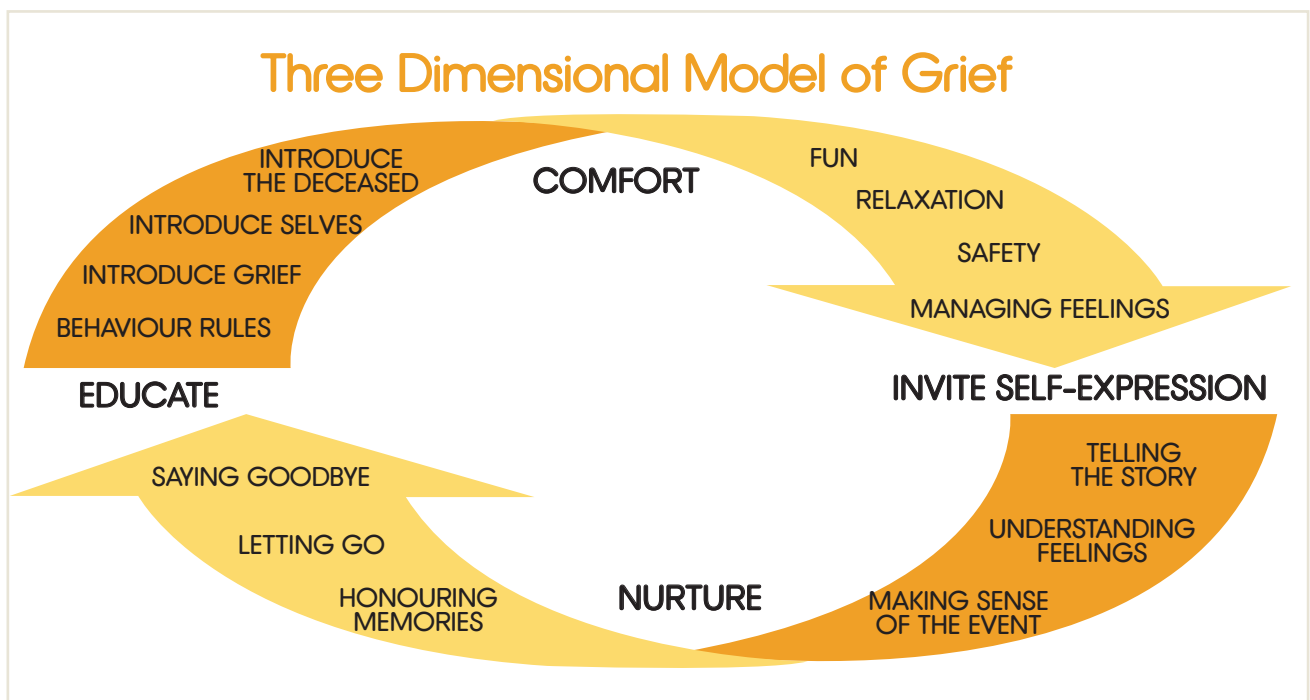 Three Dimensional Model of Grief
INTRODUCE
THE DECEASED
INTRODUCE SELVES
INTRODUCE GRIEF
BEHAVIOUR RULES
COMFORT
FUN
RELAXATION
SAFETY
MANAGING FEELINGS
EDUCATE
INVITE SELF-EXPRESSION
SAYING GOODBYE
LETTING GO
HONOURING
MEMORIES
NURTURE
TELLING
THE STORY
UNDERSTANDING
FEELINGS
MAKING SENSE
OF THE EVENT